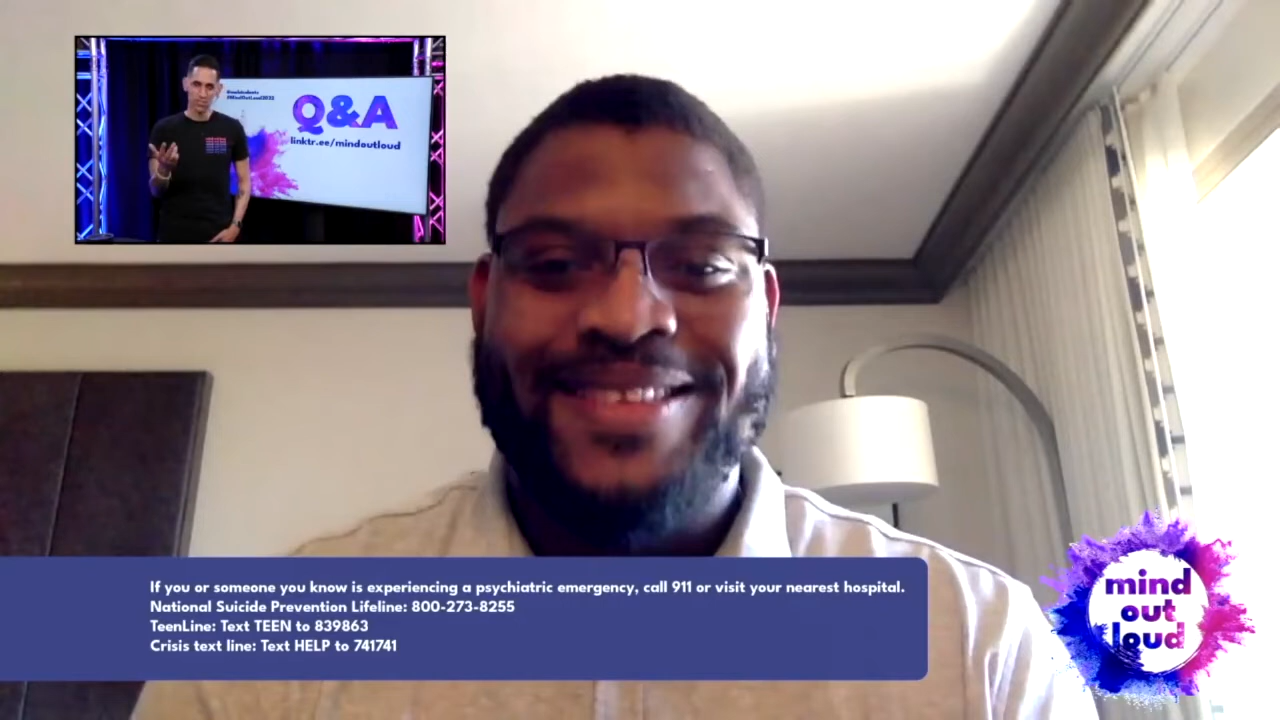 Q&A
linktr.ee/mindoutloud
If you or someone you know is experiencing a psychiatric emergency, call 911 or visit your nearest hospital.
National Suicide Prevention Lifeline: 800-273-8255
TeenLine: Text TEEN to 839863
Crisis text line: Text HELP to 741741
mind
out
loud